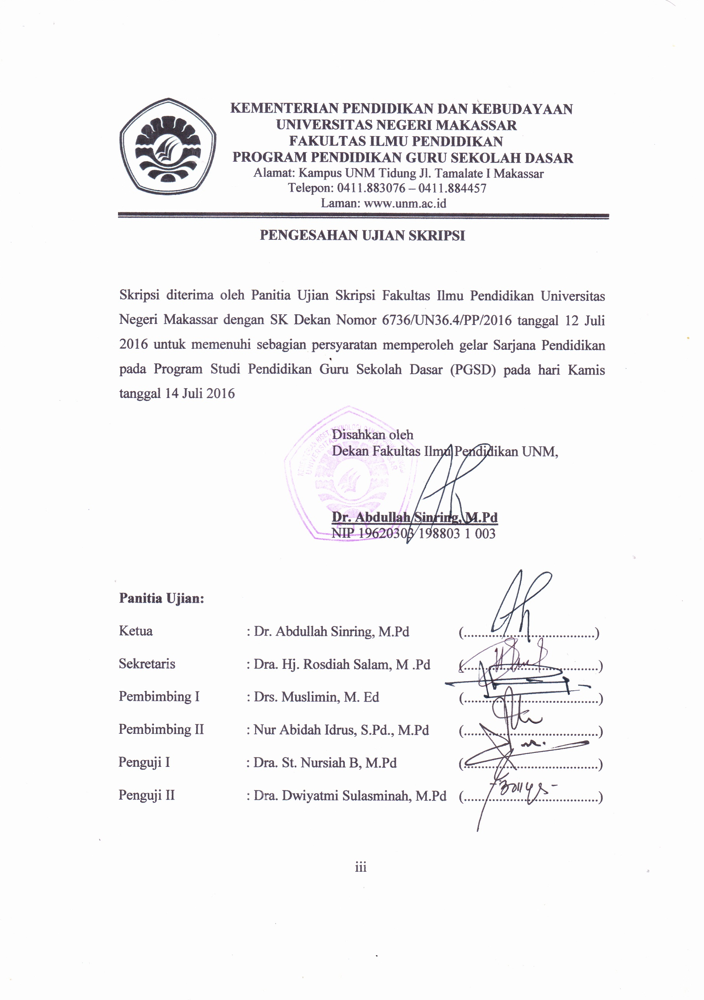 KEMENTERIAN PENDIDIKAN DAN KEBUDAYAAN
UNIVERSITAS NEGERI MAKASSAR
FAKULTAS ILMU PENDIDIKAN
PROGRAM PENDIDIKAN GURU SEKOLAH DASAR
Alamat: Kampus UNM Tidung Jl. Tamalate I Makassar
Telepon: 0411.883076 – 0411.884457
Laman: www.unm.ac.id
PENGESAHAN UJIAN SKRIPSI
Skripsi diterima oleh Panitia Ujian Skripsi Fakultas Ilmu Pendidikan Universitas
Negeri Makassar dengan SK Dekan Nomor 6736/UN36.4/PP/2016 tanggal 12 Juli
2016 untuk memenuhi sebagian persyaratan memperoleh gelar Sarjana Pendidikan
pada Program Studi Pendidikan Guru Sekolah Dasar (PGSD) pada hari Kamis
tanggal 14 Juli 2016
Disahkan oleh
Dekan Fakultas Ilmu Pendidikan UNM,
Dr. Abdullah Sinring, M.Pd
NIP 19620303 198803 1 003
Panitia Ujian:
Ketua : Dr. Abdullah Sinring, M.Pd (........................................)
Sekretaris : Dra. Hj. Rosdiah Salam, M .Pd (........................................)
Pembimbing I : Drs. Muslimin, M. Ed (........................................)
Pembimbing II : Nur Abidah Idrus, S.Pd., M.Pd (........................................)
Penguji I : Dra. St. Nursiah B, M.Pd (........................................)
Penguji II : Dra. Dwiyatmi Sulasminah, M.Pd (........................................)
iii